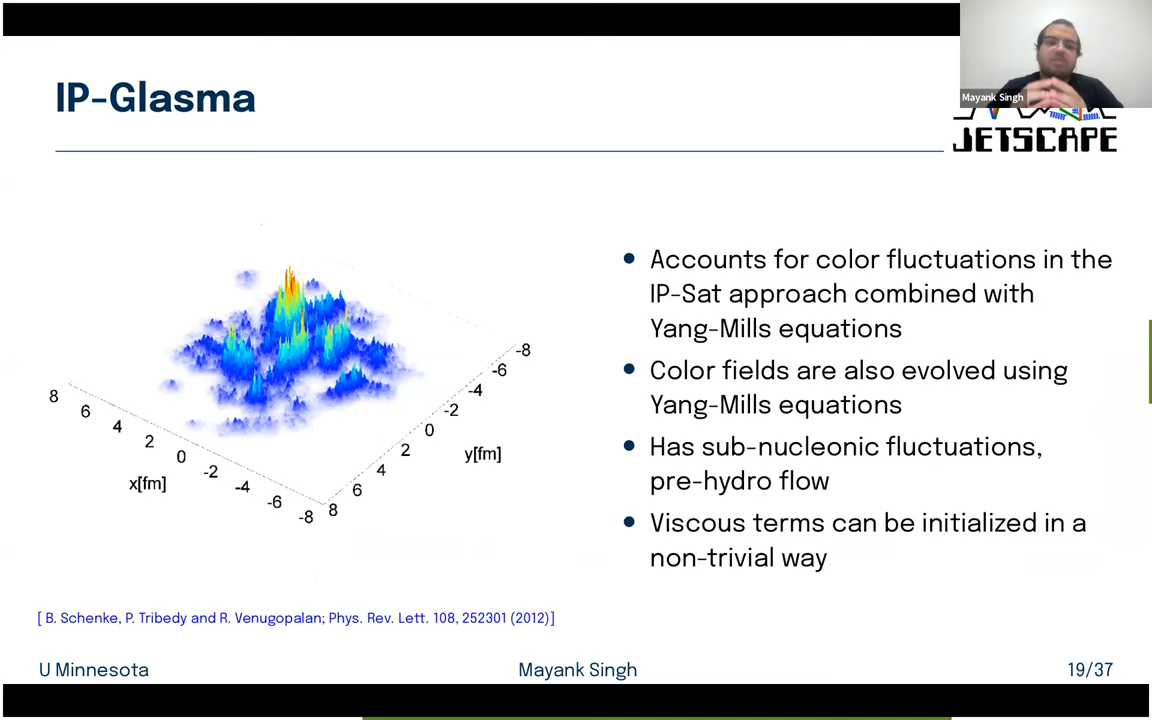 IP-Glasma
Mayank Singh
JETSCAPE
Accounts for color fluctuations in the
IP-Sat approach combined with
Yang-Mills equations
Color fields are also evolved using
Yang-Mills equations
Has sub-nucleonic fluctuations,
pre-hydro flow
Viscous terms can be initialized in a
non-trivial way
8
6
4
2
0
-2
-4
-6
-8
x[fm]
8
6
4
2
0
-2
-4
-6
-8
y[fm]
[ B. Schenke, P. Tribedy and R. Venugopalan; Phys. Rev. Lett. 108, 252301 (2012)]
U Minnesota
Mayank Singh
19/37